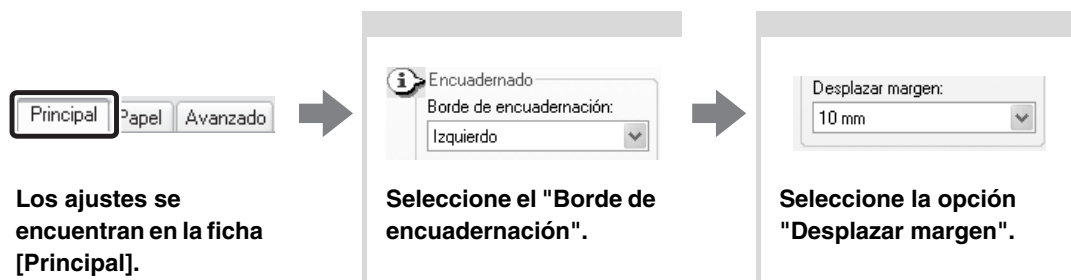 Principal Papel Avanzado
Los ajustes se
encuentran en la ficha
[Principal].
Encuadernado
Borde de encuadernación:
Izquierdo
Seleccione el "Borde de
encuadernación".
Desplazar margen:
10 mm
Seleccione la opción
"Desplazar margen".